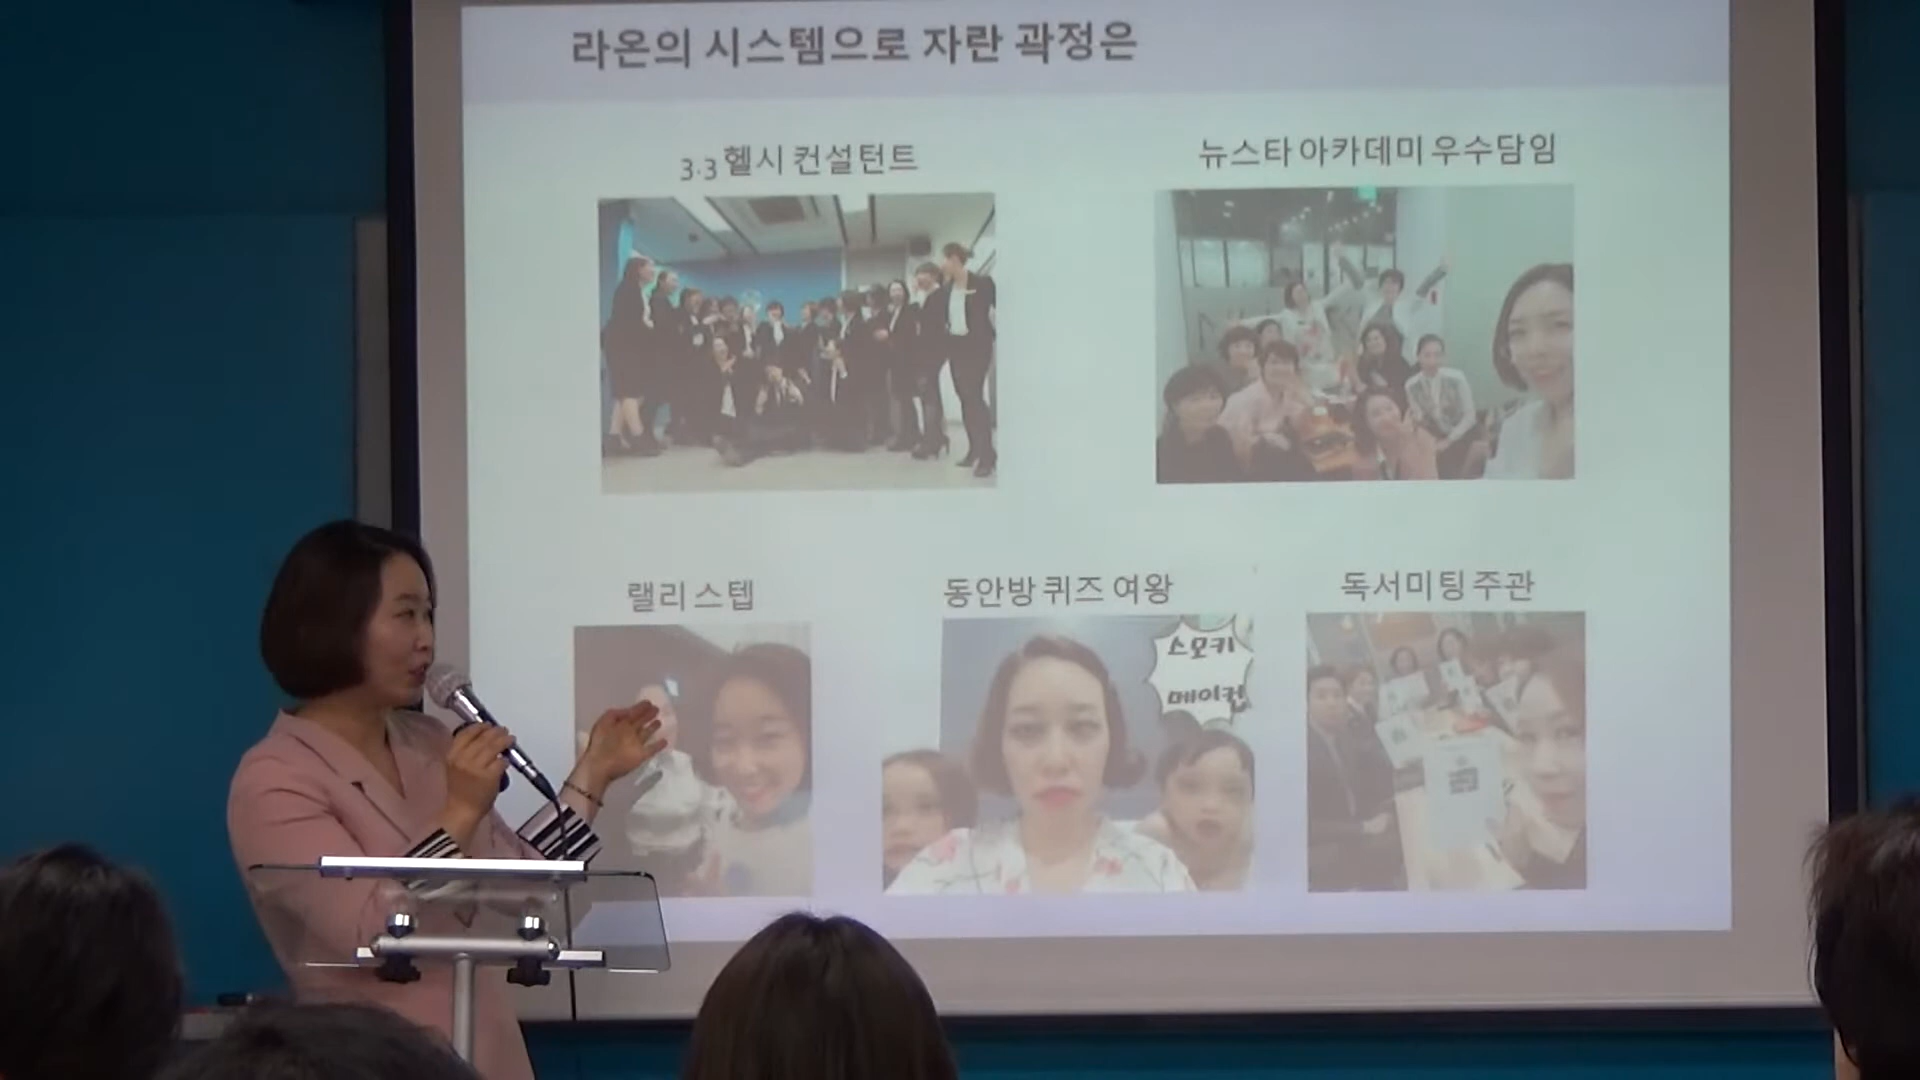 라온의 시스템으로 자란 곽정은
3.3 헬시 컨설턴트
뉴스타 아카데미 우수담임
랠리 스텝
동안방 퀴즈 여왕
독서미팅 주관
스모키
메이컨